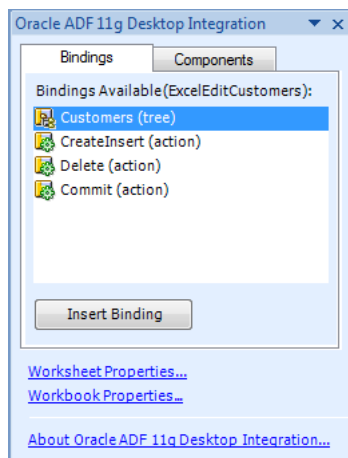 Oracle ADF 11g Desktop Integration
Bindings
Components
Bindings Available(ExcelEditCustomers):
Customers (tree)
CreateInsert (action)
Delete (action)
Commit (action)
Insert Binding
Worksheet Properties...
Workbook Properties...
About Oracle ADF 11g Desktop Integration...